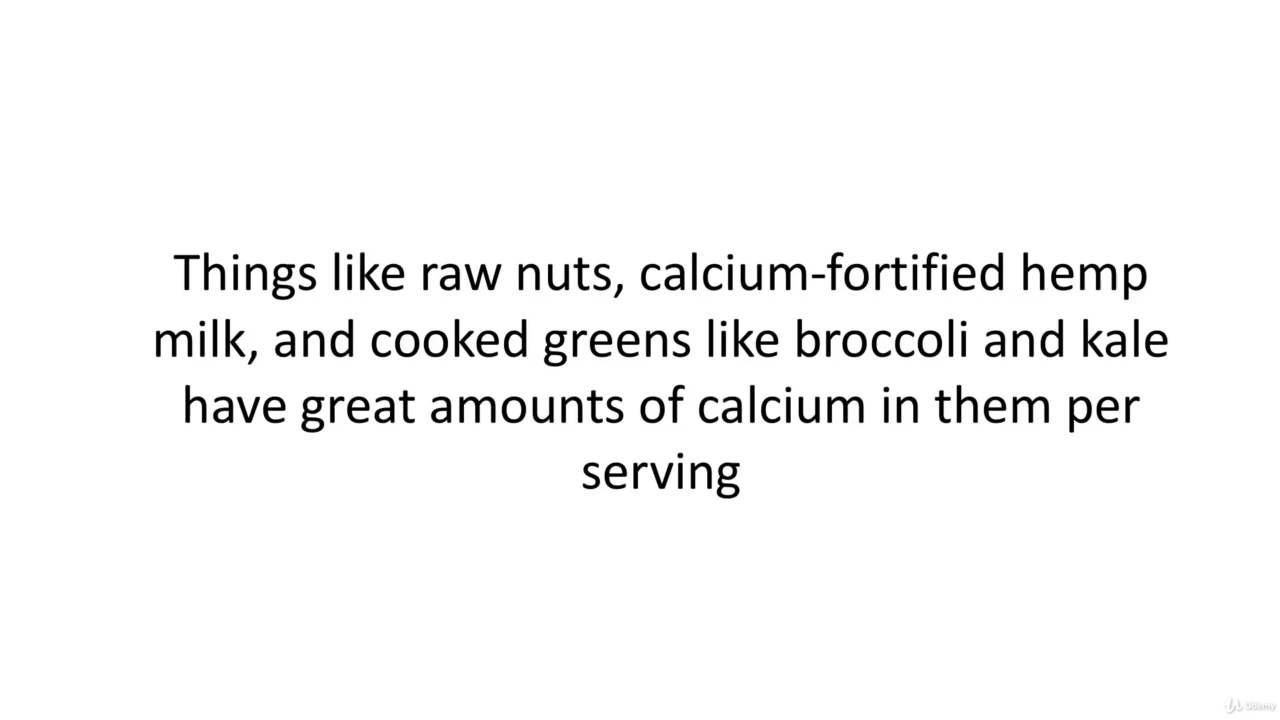 Things like raw nuts, calcium-fortified hemp
milk, and cooked greens like broccoli and kale
have great amounts of calcium in them per
serving
Udemy